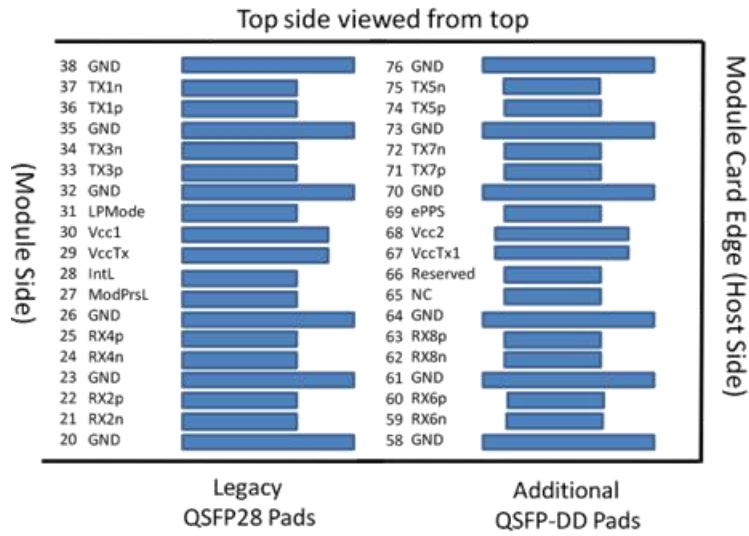 Top side viewed from top
38 GND 76 GND
37 TX1n 75 TX5n
36 TX1p 74 TX5p
35 GND 73 GND
34 TX3n 72 TX7n
33 TX3p 71 TX7p
32 GND 70 GND
31 LPMode 69 ePPS
30 Vcc1 68 Vcc2
29 VccTx 67 VccTx1
28 IntL 66 Reserved
27 ModPrsL 65 NC
26 GND 64 GND
25 RX4p 63 RX8p
24 RX4n 62 RX8n
23 GND 61 GND
22 RX2p 60 RX6p
21 RX2n 59 RX6n
20 GND 58 GND
(Module Side)
Module Card Edge (Host Side)
Legacy
QSFP28 Pads
Additional
QSFP-DD Pads